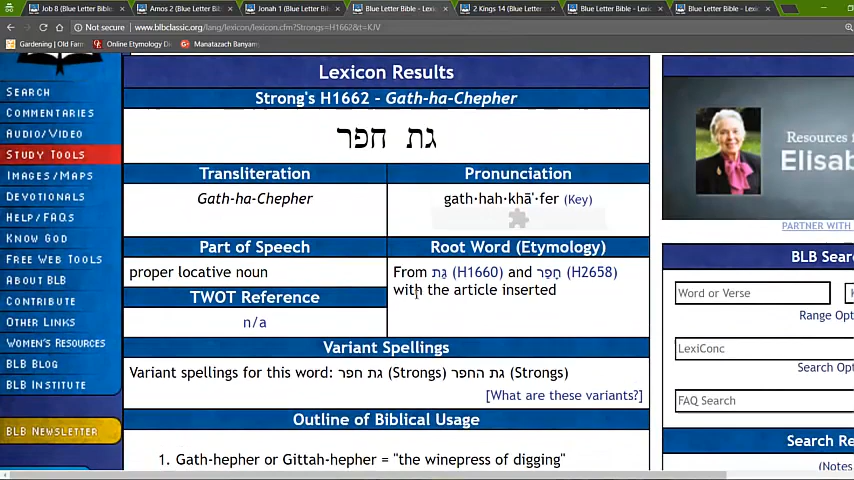 Job 8 (Blue Letter Bible
Amos 2 (Blue Letter Bib
Jonah 1 (Blue Letter Bib
Blue Letter Bible - Lexi
2 Kings 14 (Blue Letter
Blue Letter Bible - Lexi
Blue Letter Bible - Lexi
Not secure | www.blbclassic.org/lang/lexicon/lexicon.cfm?Strongs=H1662&t=KJV
Gardening | Old Farm
Online Etymology Di
Manatazach Banyam
SEARCH
COMMENTARIES
AUDIO/VIDEO
STUDY TOOLS
IMAGES/MAPS
DEVOTIONALS
HELP/FAQS
KNOW GOD
FREE WEB TOOLS
ABOUT BLB
CONTRIBUTE
OTHER LINKS
WOMEN'S RESOURCES
BLB BLOG
BLB INSTITUTE
BLB NEWSLETTER
Lexicon Results
Strong's H1662 - Gath-ha-Chepher
גת חפר
Transliteration
Gath-ha-Chepher
Pronunciation
gath·hah·khā'·fer (Key)
Part of Speech
proper locative noun
Root Word (Etymology)
From גַּת (H1660) and חָפַר (H2658)
with the article inserted
TWOT Reference
n/a
Variant Spellings
Variant spellings for this word: גת חפר (Strongs) גת החפר (Strongs)
[What are these variants?]
Outline of Biblical Usage
1. Gath-hepher or Gittah-hepher = "the winepress of digging"
Resources f
Elisab
PARTNER WITH
BLB Sear
Word or Verse
K
Range Opt
LexiConc
Search Opt
FAQ Search
Search Re
(Notes